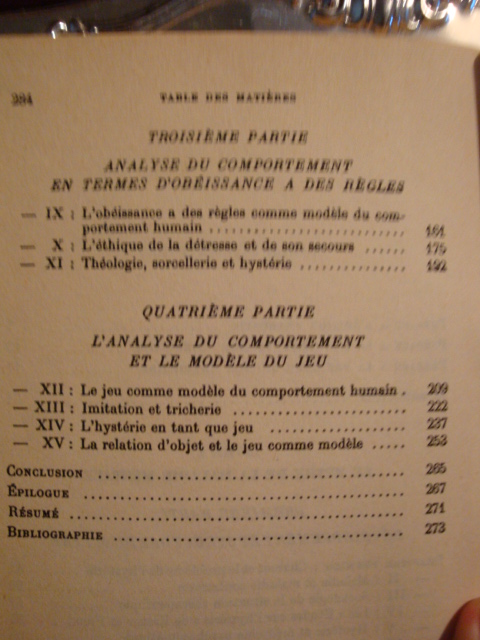 284 TABLE DES MATIÈRES
TROISIÈME PARTIE
ANALYSE DU COMPORTEMENT
EN TERMES D'OBÉISSANCE A DES RÈGLES
— IX : L'obéissance a des règles comme modèle du com-
portement humain .......................... 161
— X : L'éthique de la détresse et de son secours ...... 175
— XI : Théologie, sorcellerie et hystérie ............... 192
QUATRIÈME PARTIE
L'ANALYSE DU COMPORTEMENT
ET LE MODÈLE DU JEU
— XII : Le jeu comme modèle du comportement humain . 209
— XIII : Imitation et tricherie ........................ 222
— XIV : L'hystérie en tant que jeu ................... 237
— XV : La relation d'objet et le jeu comme modèle ..... 253
CONCLUSION .......................................... 265
ÉPILOGUE ............................................ 267
RÉSUMÉ .............................................. 271
BIBLIOGRAPHIE ....................................... 273